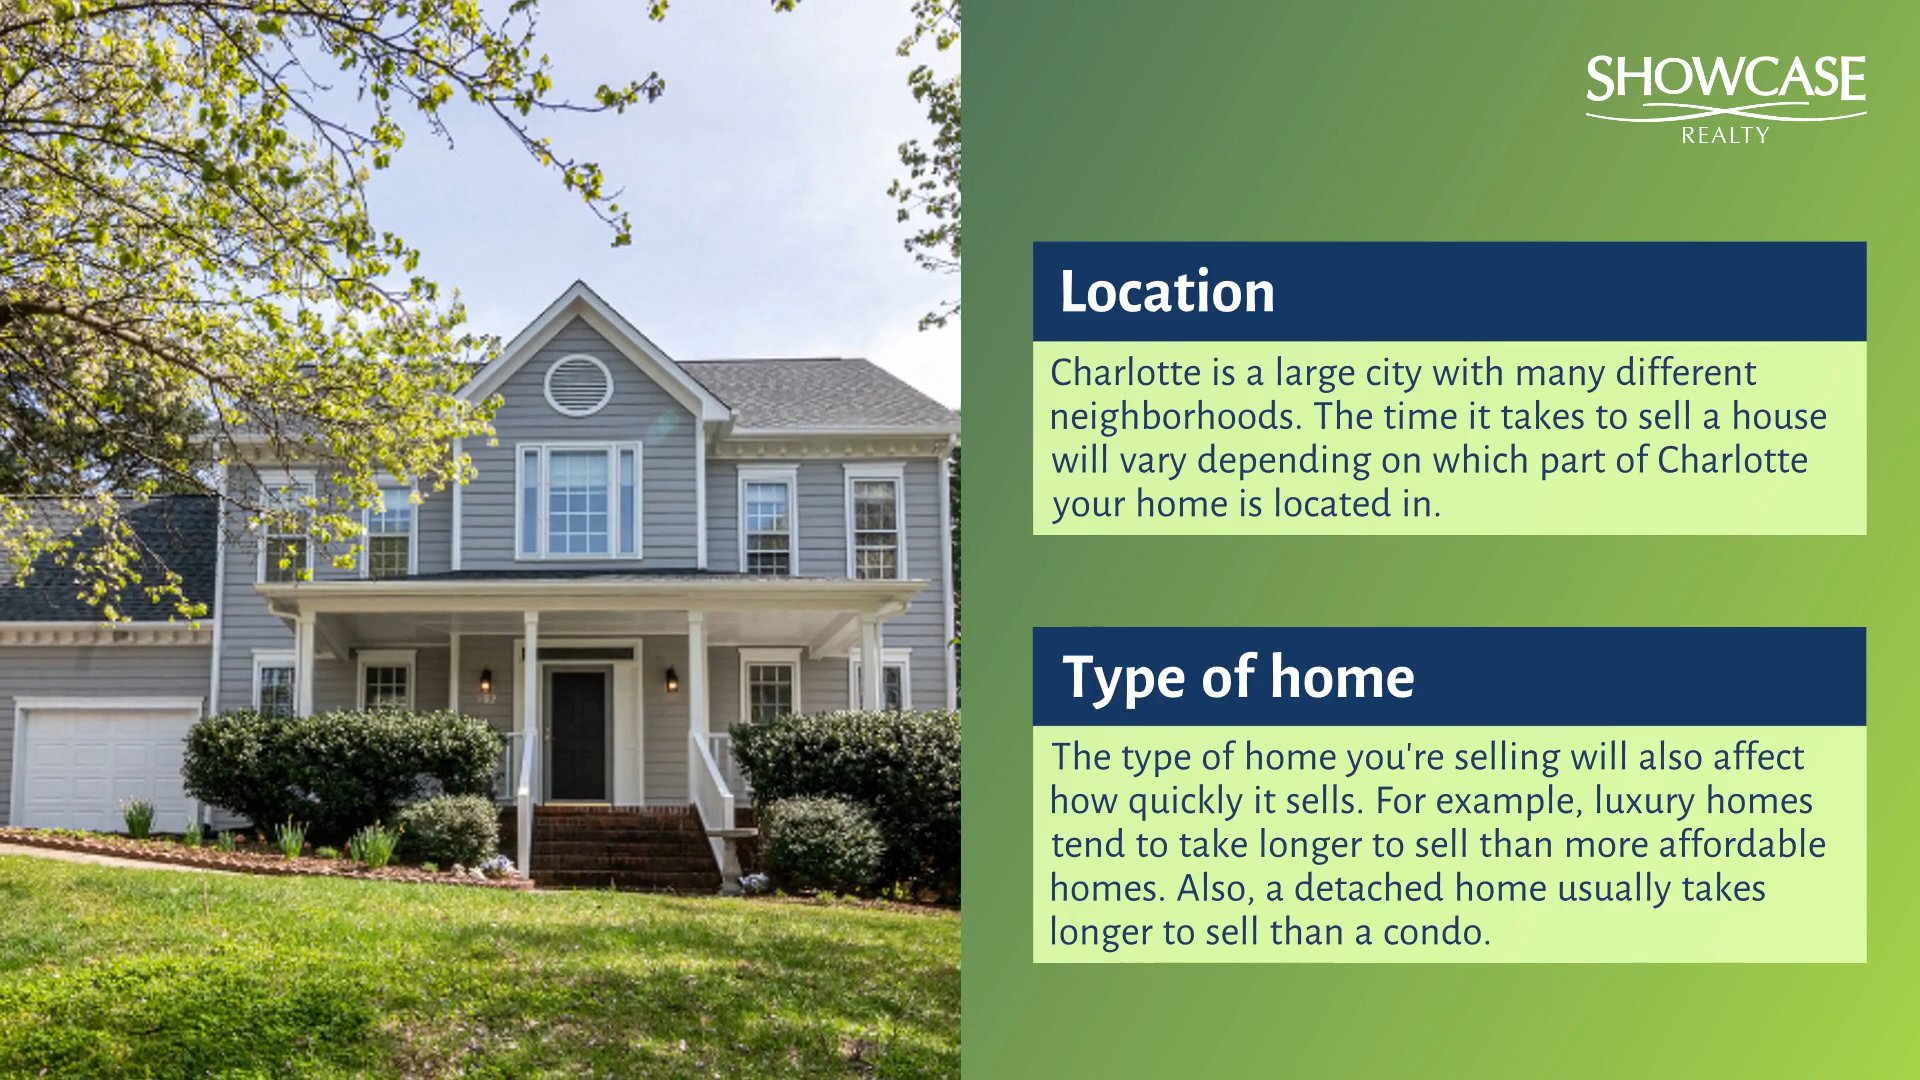 SHOWCASE
REALTY
Location
Charlotte is a large city with many different
neighborhoods. The time it takes to sell a house
will vary depending on which part of Charlotte
your home is located in.
Type of home
The type of home you're selling will also affect
how quickly it sells. For example, luxury homes
tend to take longer to sell than more affordable
homes. Also, a detached home usually takes
longer to sell than a condo.